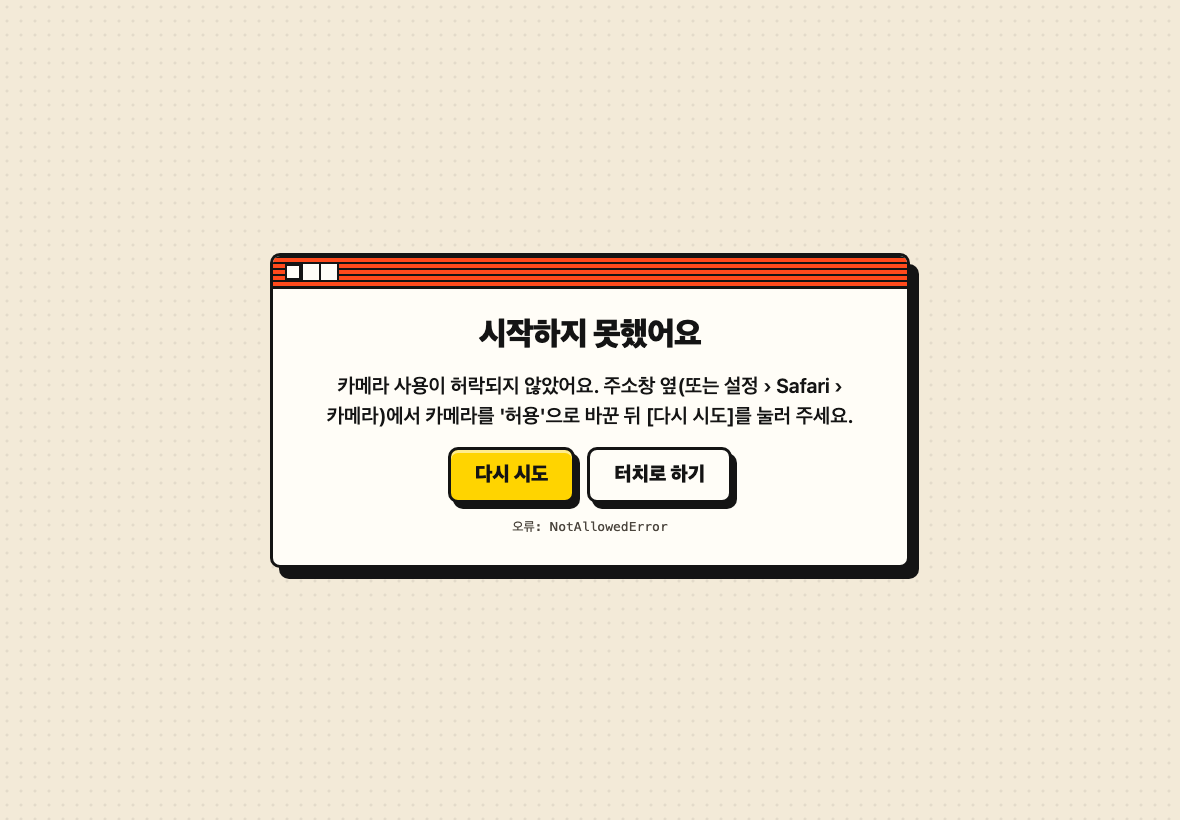 시작하지 못했어요
카메라 사용이 허락되지 않았어요. 주소창 옆(또는 설정 › Safari ›
카메라)에서 카메라를 '허용'으로 바꾼 뒤 [다시 시도]를 눌러 주세요.
다시 시도 터치로 하기
오류: NotAllowedError